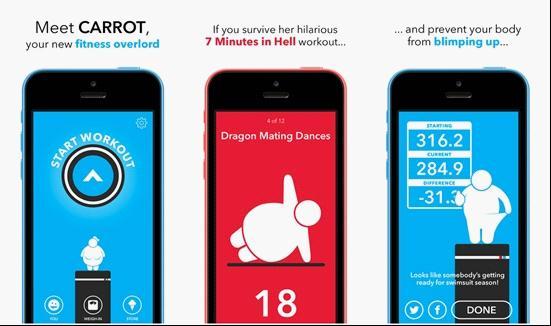 Meet CARROT,
your new fitness overlord
START WORKOUT
YOU
WEIGH-IN
STORE
If you survive her hilarious
7 Minutes in Hell workout...
4 of 12
Dragon Mating Dances
18
... and prevent your body
from blimping up...
STARTING
316.2
CURRENT
284.9
DIFFERENCE
-31.3
Looks like somebody's getting
ready for swimsuit season!
DONE